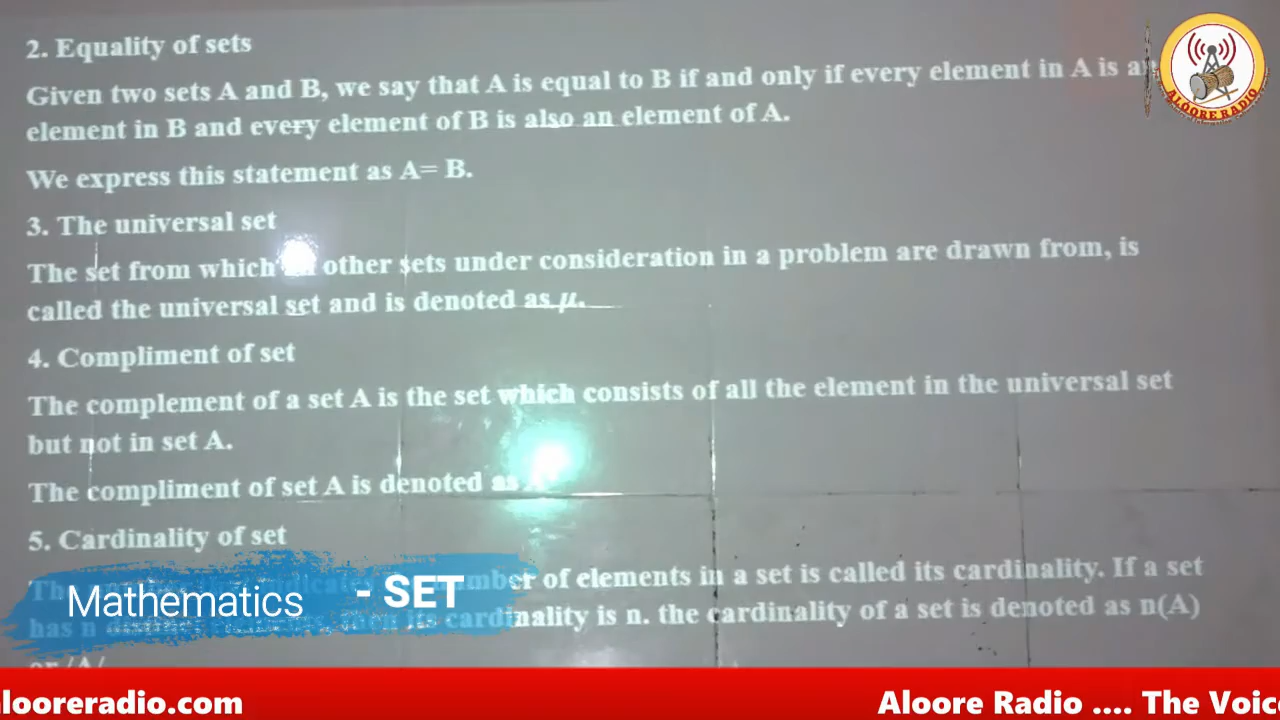 2. Equality of sets
Given two sets A and B, we say that A is equal to B if and only if every element in A is an
element in B and every element of B is also an element of A.
We express this statement as A= B.
3. The universal set
The set from which other sets under consideration in a problem are drawn from, is
called the universal set and is denoted as μ.
4. Compliment of set
The complement of a set A is the set which consists of all the element in the universal set
but not in set A.
The compliment of set A is denoted as
5. Cardinality of set
of elements in a set is called its cardinality. If a set
has n its cardinality is n. the cardinality of a set is denoted as n(A)
or /A/
Mathematics - SET
ALOORE RADIO
alooreradio.com
Aloore Radio .... The Voice